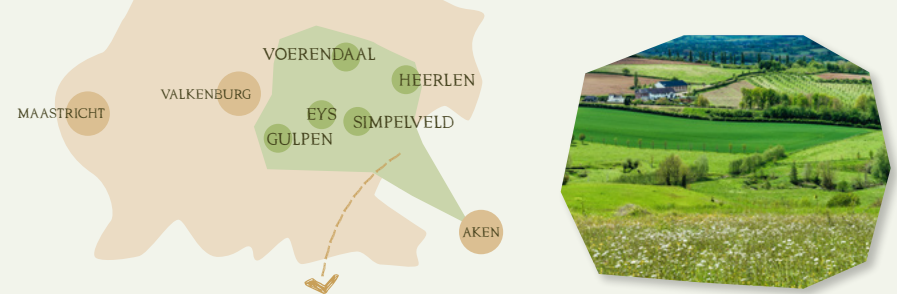 VOERENDAAL
HEERLEN
VALKENBURG
MAASTRICHT
EYS
SIMPELVELD
GULPEN
AKEN